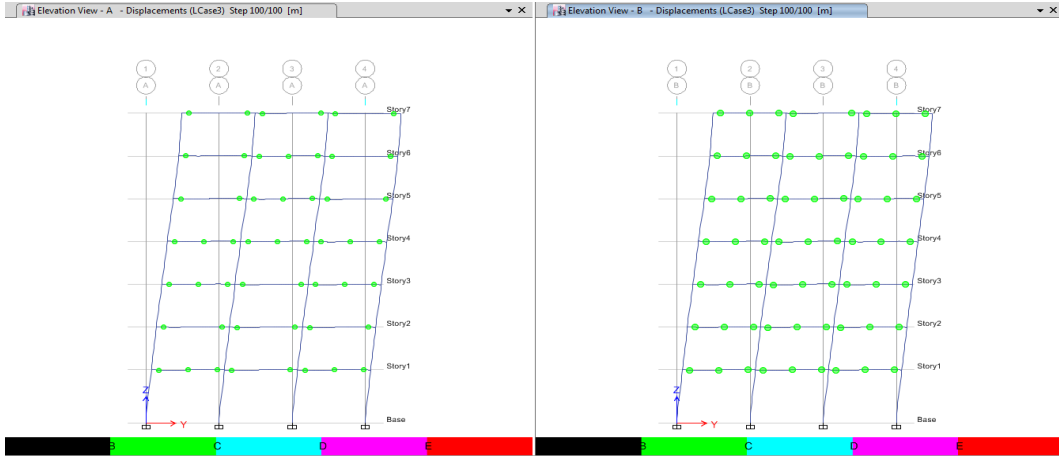 Elevation View - A - Displacements (LCase3) Step 100/100 [m]
1 2 3 4
A A A A
Story7
Story6
Story5
Story4
Story3
Story2
Story1
Z
Y
Base
B C D E
Elevation View - B - Displacements (LCase3) Step 100/100 [m]
1 2 3 4
B B B B
Story7
Story6
Story5
Story4
Story3
Story2
Story1
Z
Y
Base
B C D E